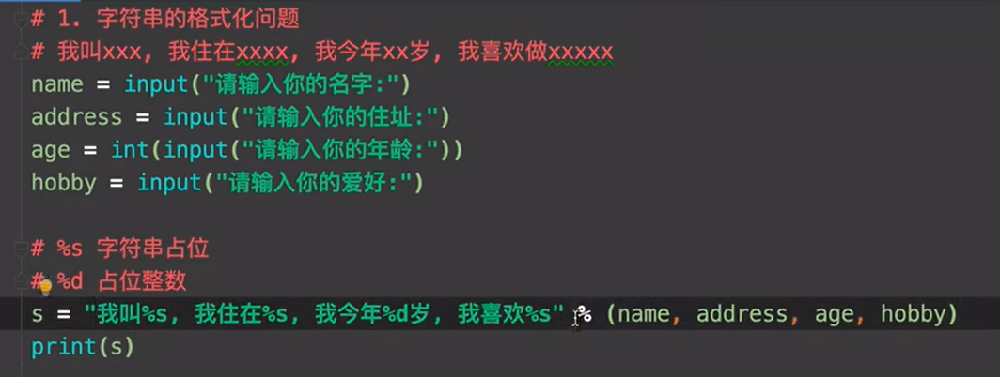 # 1. 字符串的格式化问题
# 我叫xxx, 我住在xxxx, 我今年xx岁, 我喜欢做xxxxx
name = input("请输入你的名字:")
address = input("请输入你的住址:")
age = int(input("请输入你的年龄:"))
hobby = input("请输入你的爱好:")
# %s 字符串占位
# %d 占位整数
s = "我叫%s, 我住在%s, 我今年%d岁, 我喜欢%s" % (name, address, age, hobby)
print(s)